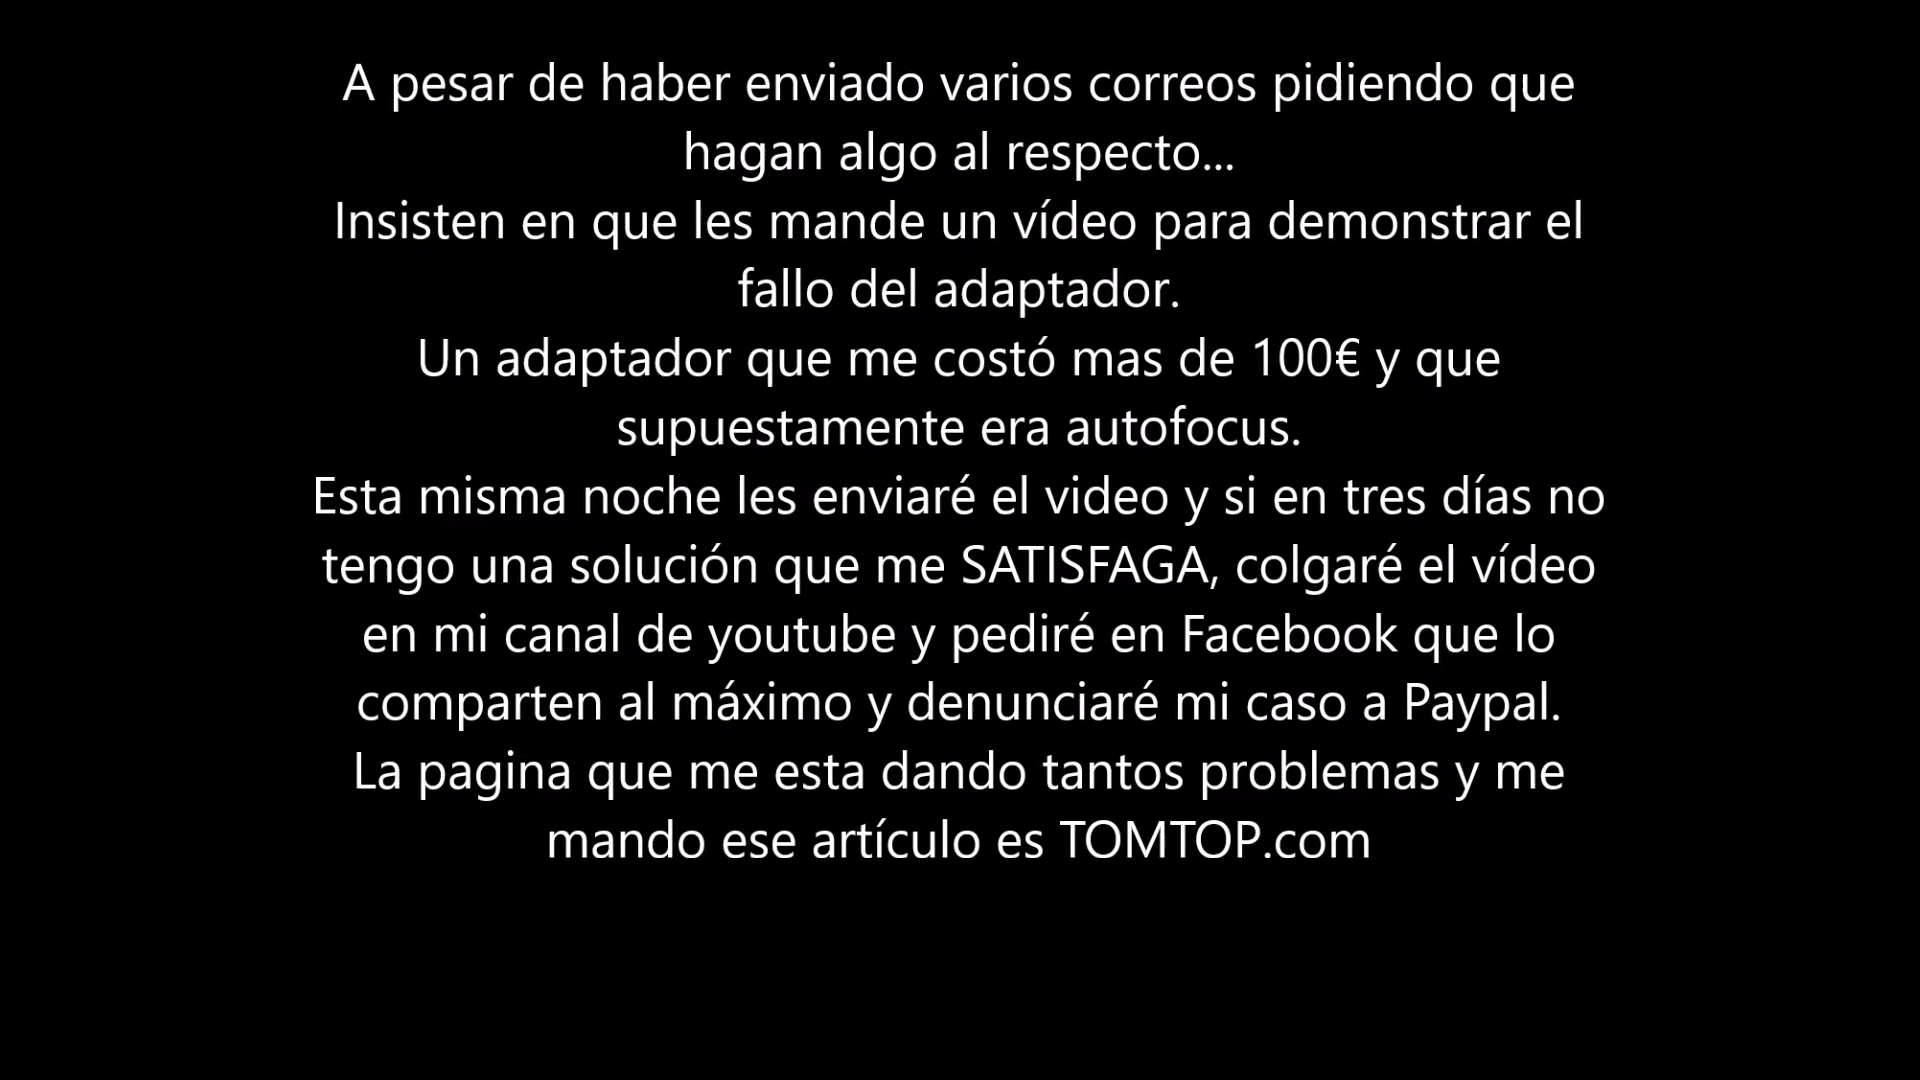 A pesar de haber enviado varios correos pidiendo que
hagan algo al respecto...
Insisten en que les mande un vídeo para demonstrar el
fallo del adaptador.
Un adaptador que me costó mas de 100€ y que
supuestamente era autofocus.
Esta misma noche les enviaré el video y si en tres días no
tengo una solución que me SATISFAGA, colgaré el vídeo
en mi canal de youtube y pediré en Facebook que lo
comparten al máximo y denunciaré mi caso a Paypal.
La pagina que me esta dando tantos problemas y me
mando ese artículo es TOMTOP.com